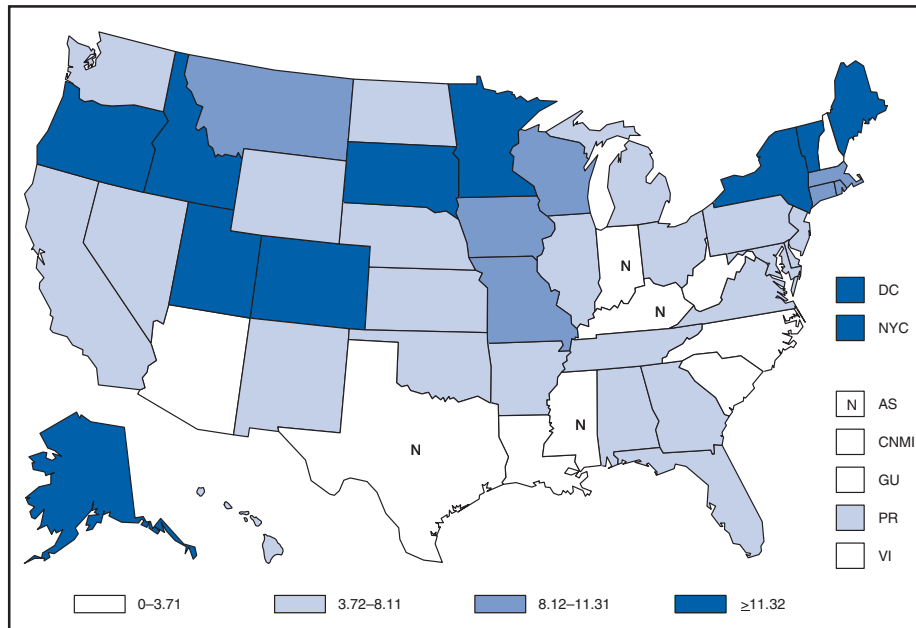 DC
NYC
N
N
N
N
N AS
CNMI
GU
PR
VI
0–3.71 3.72–8.11 8.12–11.31 ≥11.32